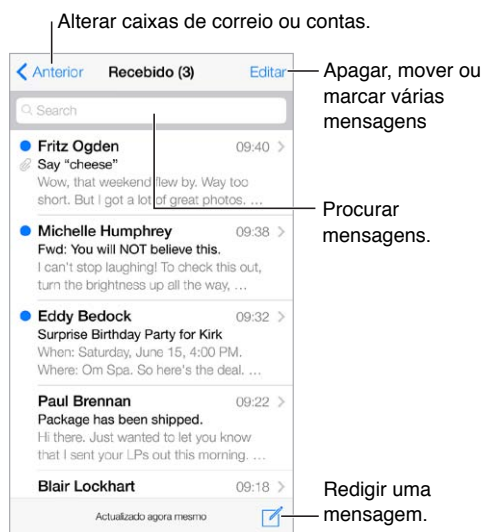 Alterar caixas de correio ou contas.
Anterior
Recebido (3)
Editar
Apagar, mover ou
marcar várias
mensagens
Search
Fritz Ogden
09:40
Say “cheese”
Wow, that weekend flew by. Way too
short. But I got a lot of great photos. …
Procurar
mensagens.
Michelle Humphrey
09:38
Fwd: You will NOT believe this.
I can't stop laughing! To check this out,
turn the brightness up all the way, …
Eddy Bedock
09:32
Surprise Birthday Party for Kirk
When: Saturday, June 15, 4:00 PM.
Where: Om Spa. So here's the deal. …
Paul Brennan
09:22
Package has been shipped.
Hi there. Just wanted to let you know
that I sent your LPs out this morning. …
Blair Lockhart
09:18
Actualizado agora mesmo
Redigir uma
mensagem.